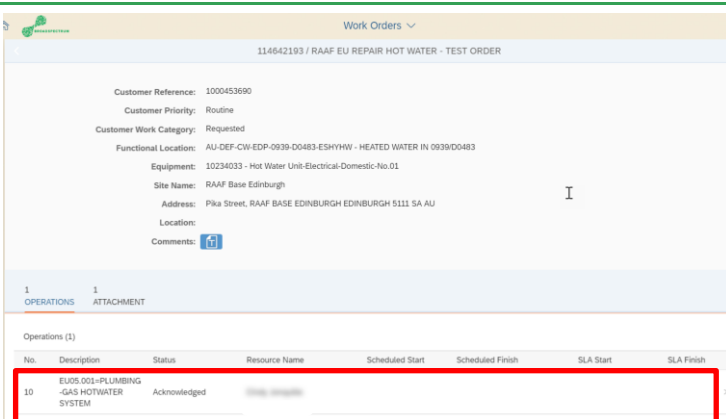 BROADSPECTRUM
Work Orders
114642193 / RAAF EU REPAIR HOT WATER - TEST ORDER
Customer Reference: 1000453690
Customer Priority: Routine
Customer Work Category: Requested
Functional Location: AU-DEF-CW-EDP-0939-D0483-ESHYHW - HEATED WATER IN 0939/D0483
Equipment: 10234033 - Hot Water Unit-Electrical-Domestic-No.01
Site Name: RAAF Base Edinburgh
Address: Pika Street, RAAF BASE EDINBURGH EDINBURGH 5111 SA AU
Location:
Comments:
1 1
OPERATIONS ATTACHMENT
Operations (1)
No. Description Status Resource Name Scheduled Start Scheduled Finish SLA Start SLA Finish
EU05.001=PLUMBING
10 -GAS HOTWATER Acknowledged
SYSTEM